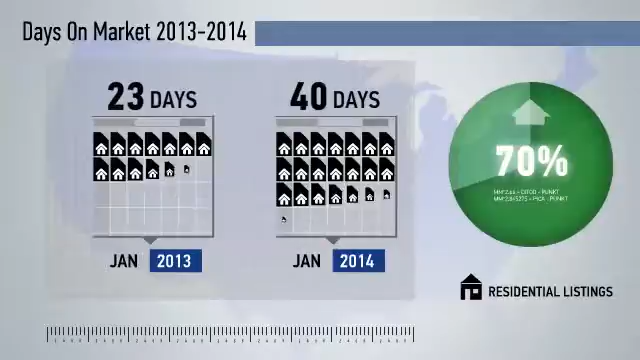 Days On Market 2013-2014
23 DAYS
40 DAYS
70%
JAN 2013
JAN 2014
RESIDENTIAL LISTINGS